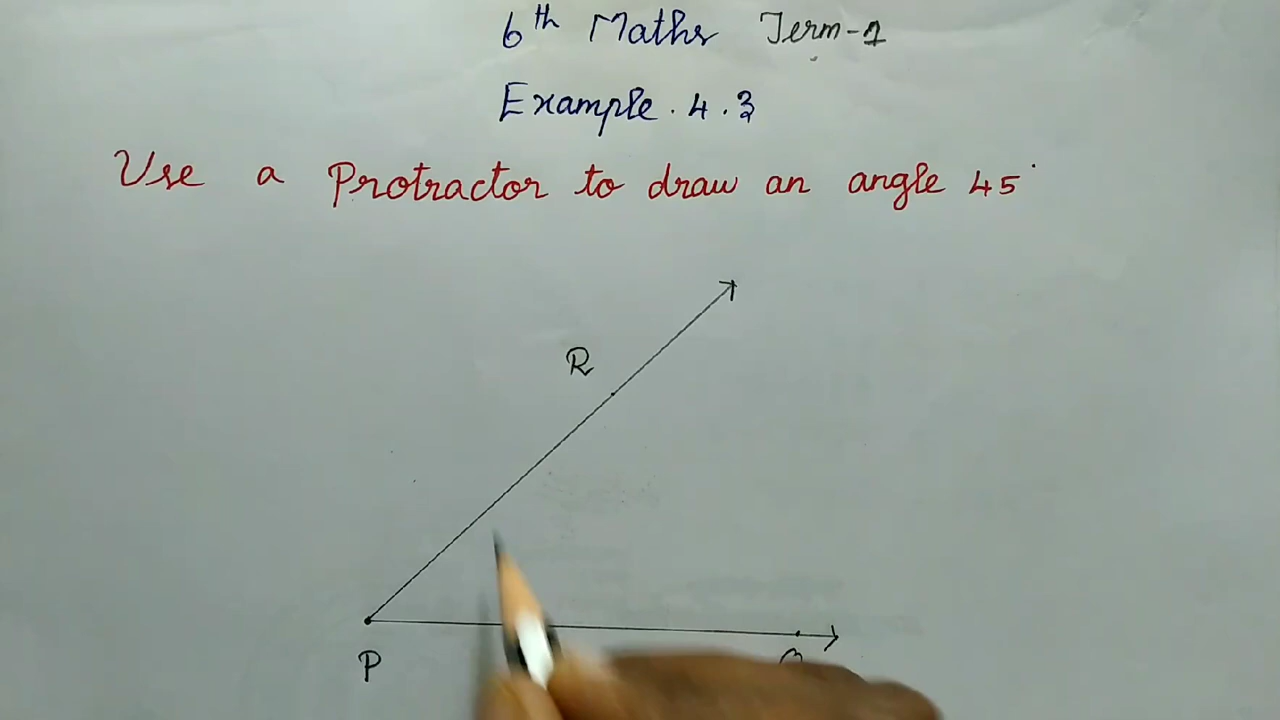 6th Maths Term-1
Example. 4.3
Use a Protractor to draw an angle 45°
R
P